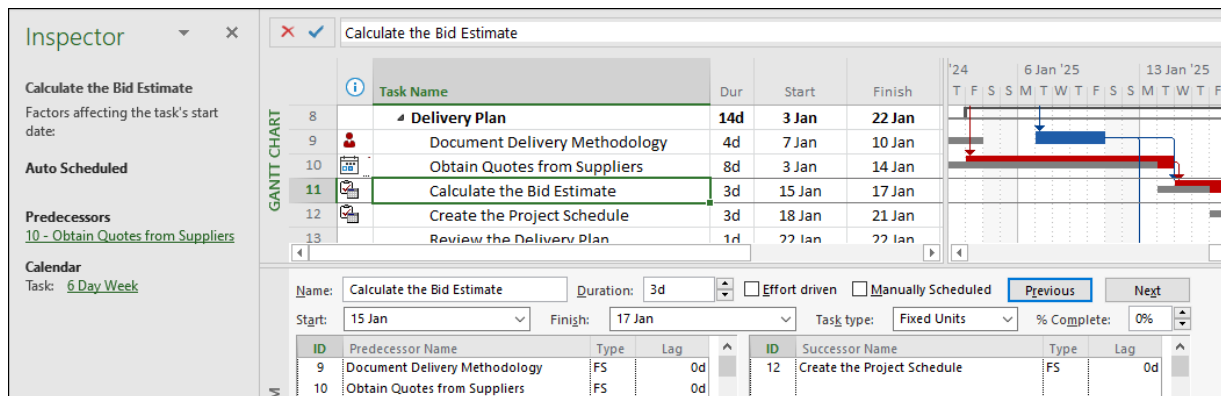 Inspector
Calculate the Bid Estimate
Factors affecting the task's start
date:
Auto Scheduled
Predecessors
10 - Obtain Quotes from Suppliers
Calendar
Task: 6 Day Week
Calculate the Bid Estimate
GANTT CHART
Task Name Dur Start Finish
8 Delivery Plan 14d 3 Jan 22 Jan
9 Document Delivery Methodology 4d 7 Jan 10 Jan
10 Obtain Quotes from Suppliers 8d 3 Jan 14 Jan
11 Calculate the Bid Estimate 3d 15 Jan 17 Jan
12 Create the Project Schedule 3d 18 Jan 21 Jan
13 Review the Delivery Plan 1d 22 Jan 22 Jan
'24 6 Jan '25 13 Jan '25
T F S S M T W T F S S M T W T F
Name: Calculate the Bid Estimate Duration: 3d Effort driven Manually Scheduled Previous Next
Start: 15 Jan Finish: 17 Jan Task type: Fixed Units % Complete: 0%
ID Predecessor Name Type Lag
9 Document Delivery Methodology FS 0d
10 Obtain Quotes from Suppliers FS 0d
ID Successor Name Type Lag
12 Create the Project Schedule FS 0d